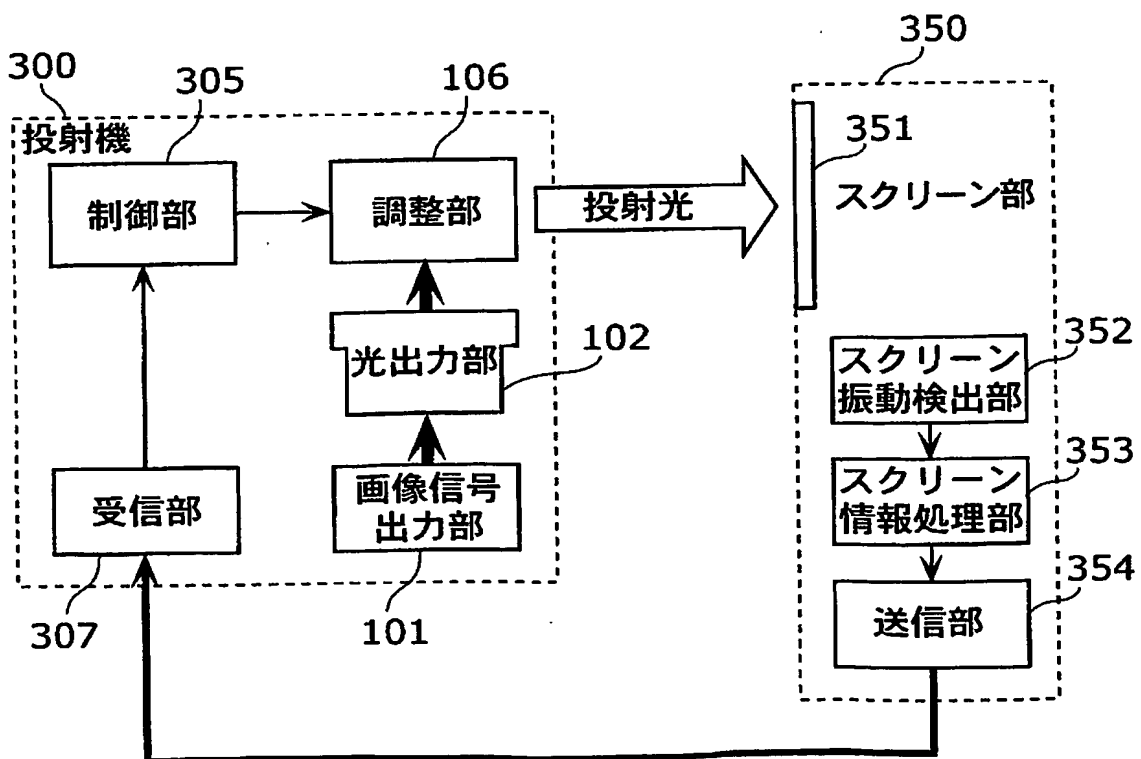 300
305
106
350
投射機
制御部
調整部
投射光
351
スクリーン部
光出力部
102
スクリーン
振動検出部
352
受信部
画像信号
出力部
スクリーン
情報処理部
353
送信部
354
307
101